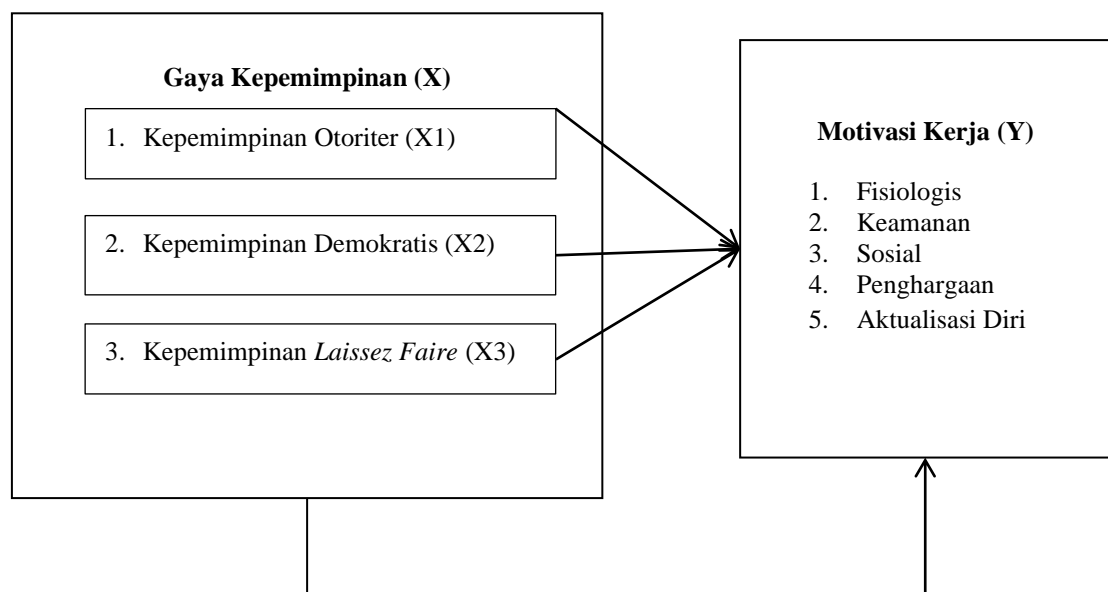 Gaya Kepemimpinan (X)
1. Kepemimpinan Otoriter (X1)
2. Kepemimpinan Demokratis (X2)
3. Kepemimpinan Laissez Faire (X3)
Motivasi Kerja (Y)
1. Fisiologis
2. Keamanan
3. Sosial
4. Penghargaan
5. Aktualisasi Diri